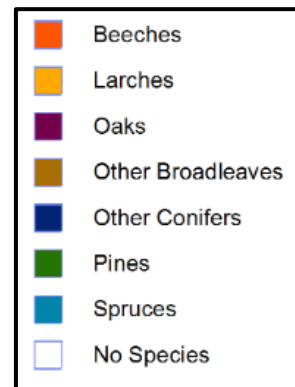 Beeches
Larches
Oaks
Other Broadleaves
Other Conifers
Pines
Spruces
No Species